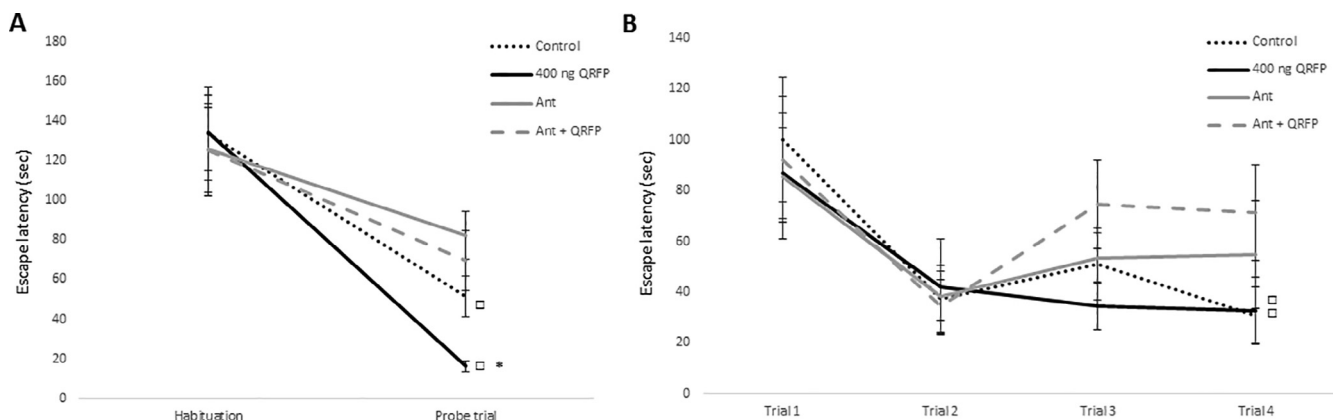 A
Escape latency (sec)
180
160
140
120
100
80
60
40
20
0
Habituation
Probe trial
Control
400 ng QRFP
Ant
Ant + QRFP
*
B
Escape latency (sec)
140
120
100
80
60
40
20
0
Trial 1
Trial 2
Trial 3
Trial 4
Control
400 ng QRFP
Ant
Ant + QRFP